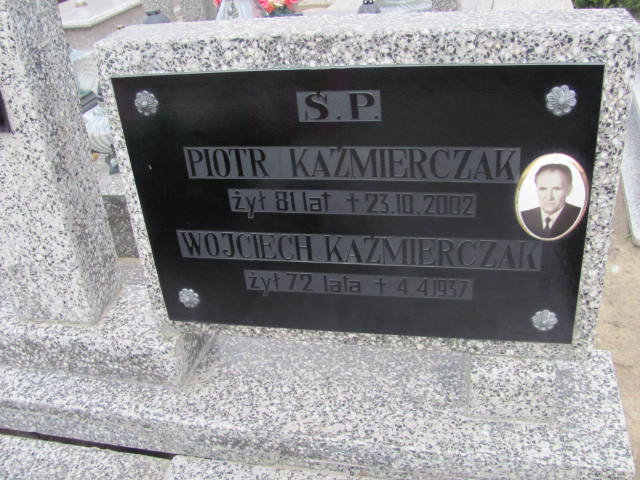 Ś.P.
PIOTR KAŹMIERCZAK
żył 81 lat + 23.10.2002
WOJCIECH KAŹMIERCZAK
żył 72 lata + 4.4.1937